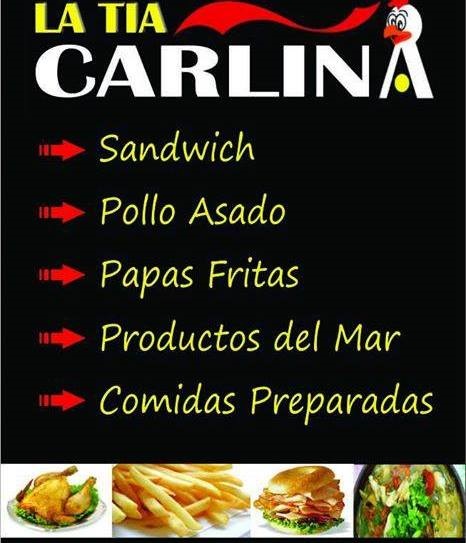 LA TIA
CARLINA
Sandwich
Pollo Asado
Papas Fritas
Productos del Mar
Comidas Preparadas